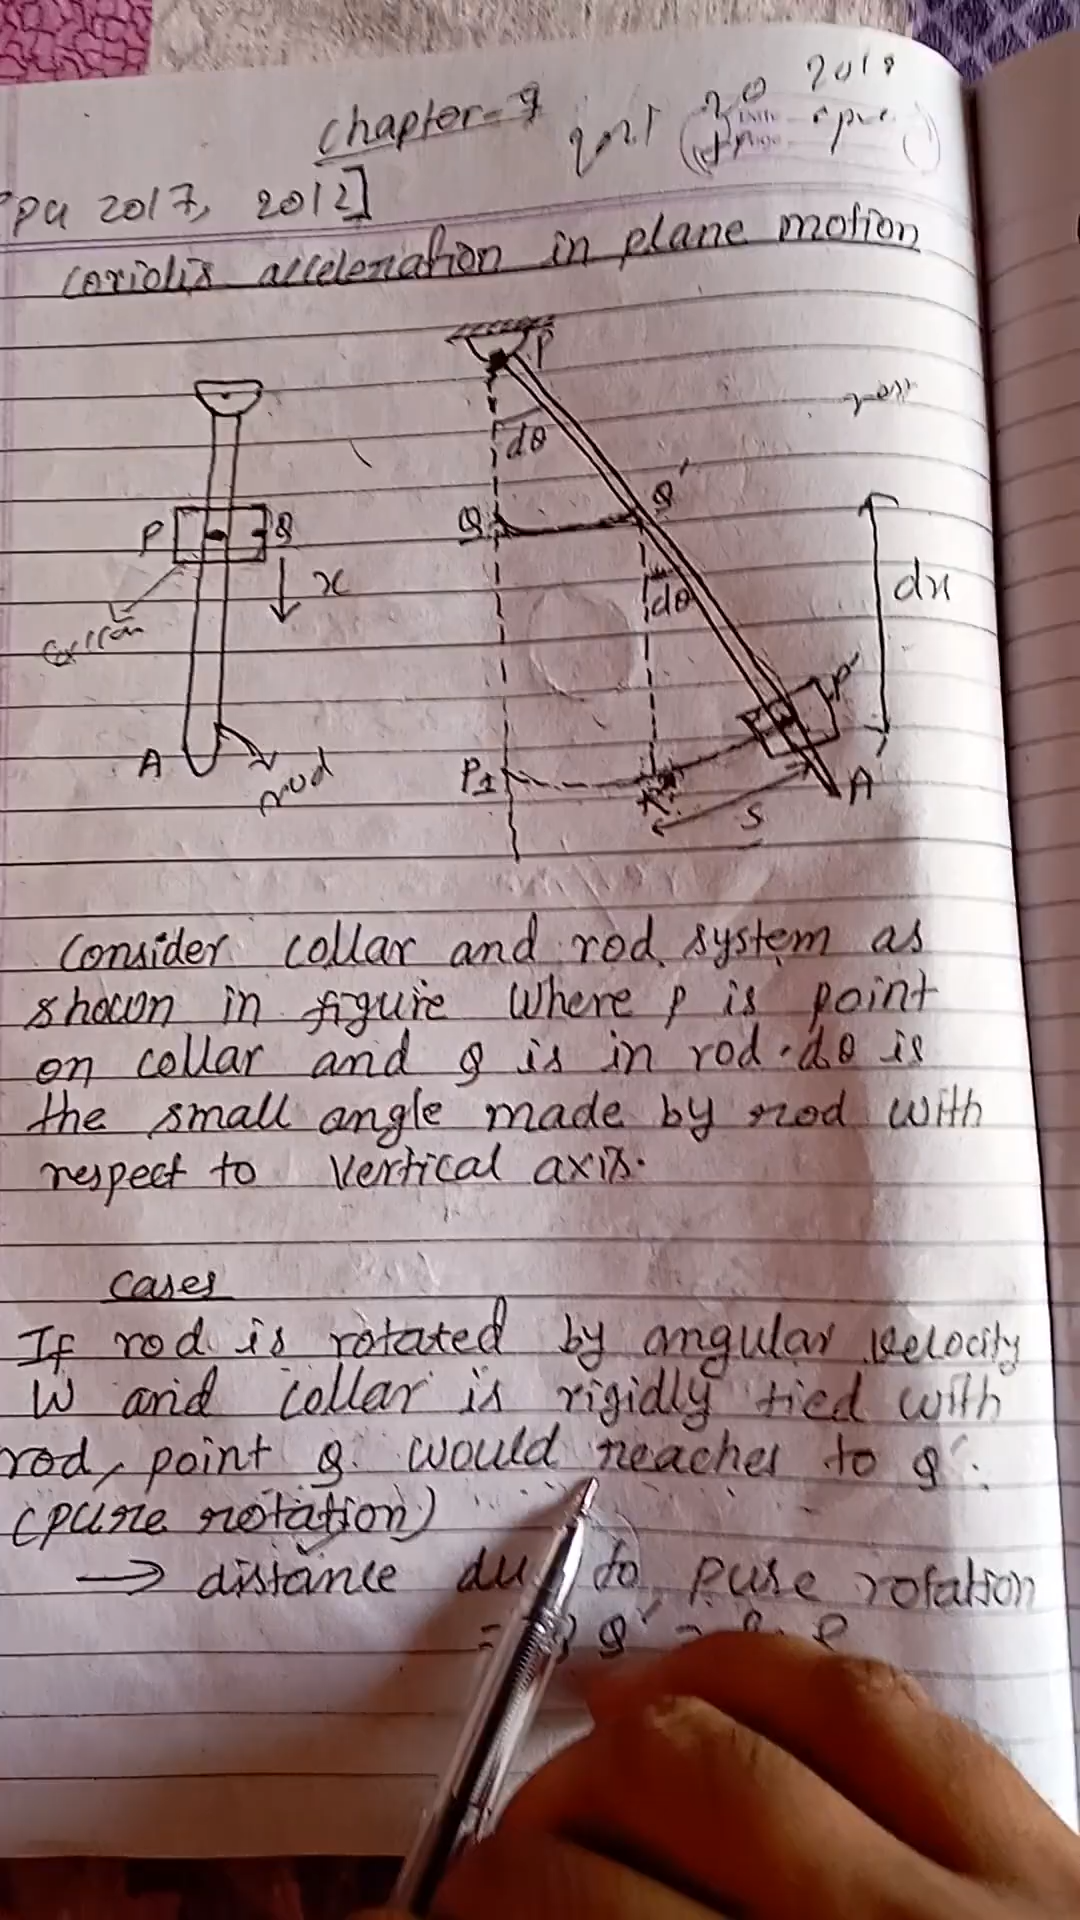 chapter-9
2018
pu 2017, 2012]
coriolis acceleration in plane motion
P
dθ
Q
Q'
P
Q
x
dθ
dx
collar
P'
A
rod
P1
A
S
Consider collar and rod system as
shown in figure where p is point
on collar and Q is in rod. dθ is
the small angle made by rod with
respect to vertical axis.
Cases
If rod is rotated by angular velocity
W and collar is rigidly tied with
rod, point Q would reaches to Q'.
(pure rotation)
→ distance due to pure rotation